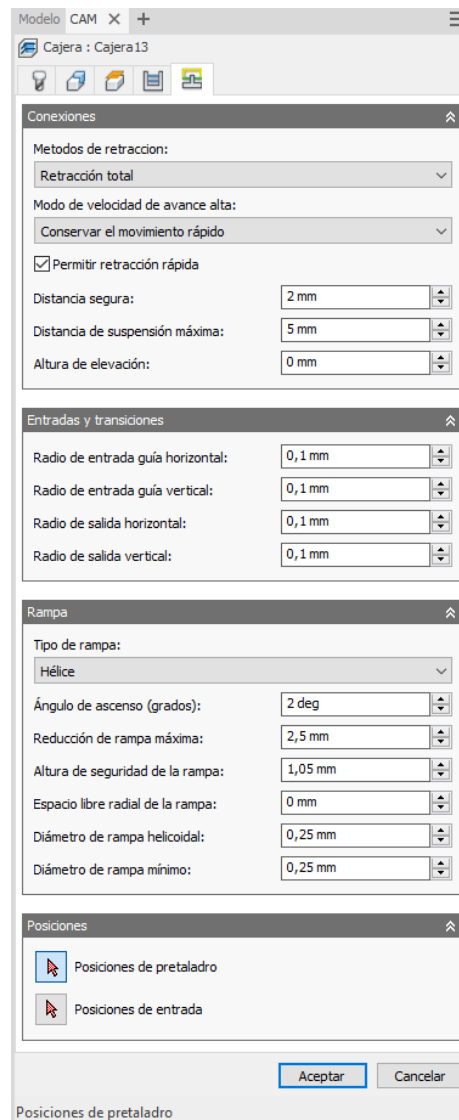 Modelo CAM
Cajera : Cajera13
Conexiones
Metodos de retraccion:
Retracción total
Modo de velocidad de avance alta:
Conservar el movimiento rápido
Permitir retracción rápida
Distancia segura: 2 mm
Distancia de suspensión máxima: 5 mm
Altura de elevación: 0 mm
Entradas y transiciones
Radio de entrada guía horizontal: 0,1 mm
Radio de entrada guía vertical: 0,1 mm
Radio de salida horizontal: 0,1 mm
Radio de salida vertical: 0,1 mm
Rampa
Tipo de rampa:
Hélice
Ángulo de ascenso (grados): 2 deg
Reducción de rampa máxima: 2,5 mm
Altura de seguridad de la rampa: 1,05 mm
Espacio libre radial de la rampa: 0 mm
Diámetro de rampa helicoidal: 0,25 mm
Diámetro de rampa mínimo: 0,25 mm
Posiciones
Posiciones de pretaladro
Posiciones de entrada
Aceptar Cancelar
Posiciones de pretaladro